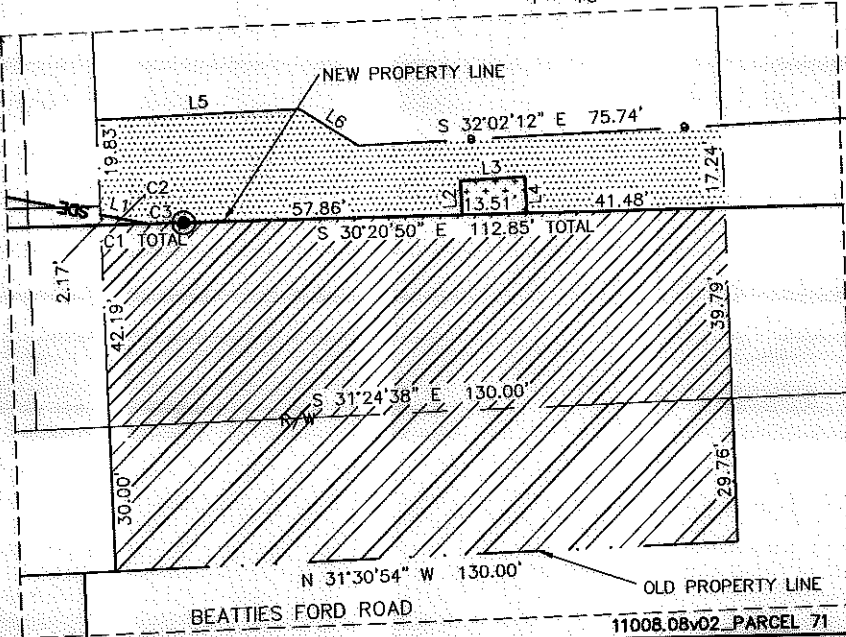 NEW PROPERTY LINE
L5
L6
S 32°02'12" E 75.74'
19.83'
17.24
L3
C2
L1
C3
SDE
57.86'
L2
13.51'
L4
41.48'
C1 TOTAL
S 30°20'50" E 112.85' TOTAL
2.17'
42.19'
39.79'
S 31°24'38" E 130.00'
R/W
30.00'
29.76'
N 31°30'54" W 130.00'
OLD PROPERTY LINE
BEATTIES FORD ROAD
11008.08v02_PARCEL 71